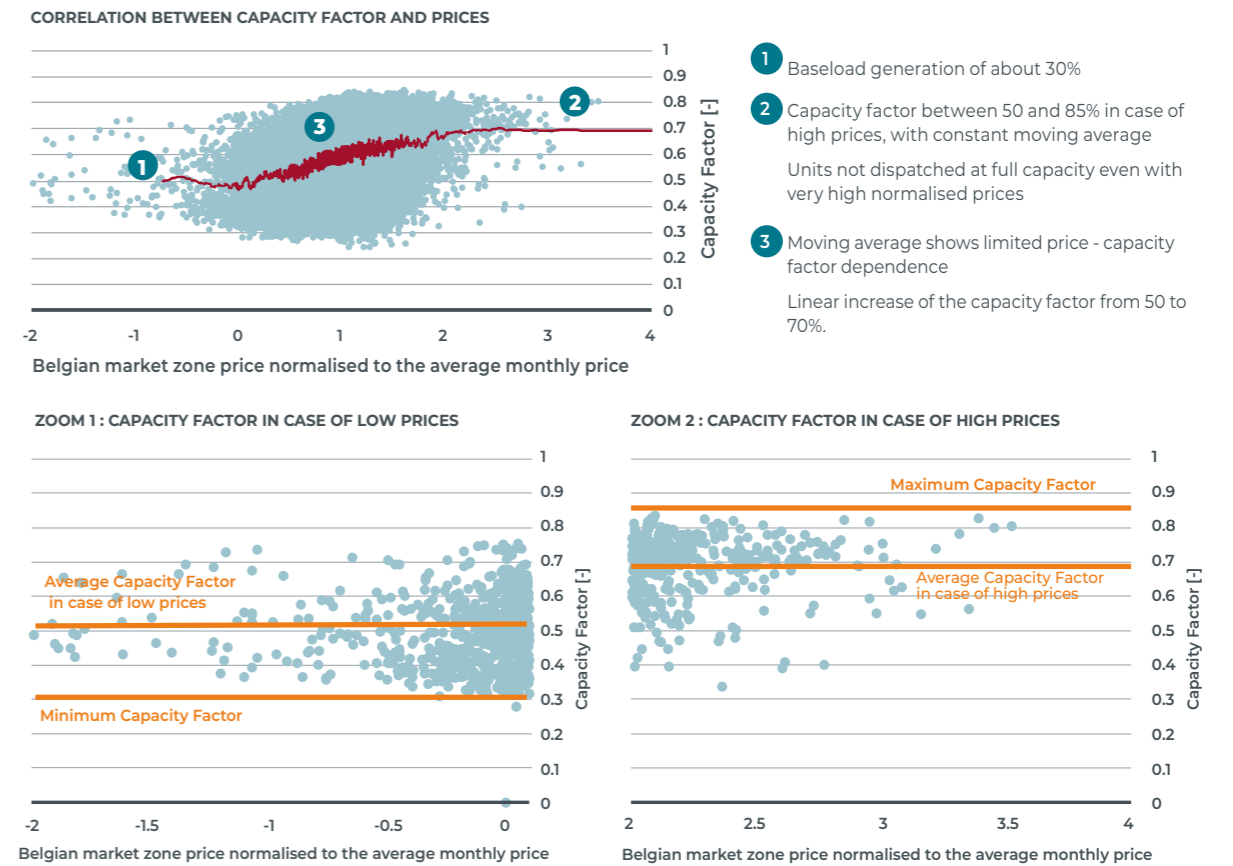 CORRELATION BETWEEN CAPACITY FACTOR AND PRICES
1
0.9
0.8
0.7
0.6
0.5
0.4
0.3
0.2
0.1
0
Capacity Factor [-]
1
2
3
-2
-1
0
1
2
3
4
Belgian market zone price normalised to the average monthly price
1 Baseload generation of about 30%
2 Capacity factor between 50 and 85% in case of
high prices, with constant moving average
Units not dispatched at full capacity even with
very high normalised prices
3 Moving average shows limited price - capacity
factor dependence
Linear increase of the capacity factor from 50 to
70%.
ZOOM 1 : CAPACITY FACTOR IN CASE OF LOW PRICES
1
0.9
0.8
0.7
0.6
0.5
0.4
0.3
0.2
0.1
0
Capacity Factor [-]
Average Capacity Factor
in case of low prices
Minimum Capacity Factor
-2
-1.5
-1
-0.5
0
Belgian market zone price normalised to the average monthly price
ZOOM 2 : CAPACITY FACTOR IN CASE OF HIGH PRICES
1
0.9
0.8
0.7
0.6
0.5
0.4
0.3
0.2
0.1
0
Capacity Factor [-]
Maximum Capacity Factor
Average Capacity Factor
in case of high prices
2
2.5
3
3.5
4
Belgian market zone price normalised to the average monthly price